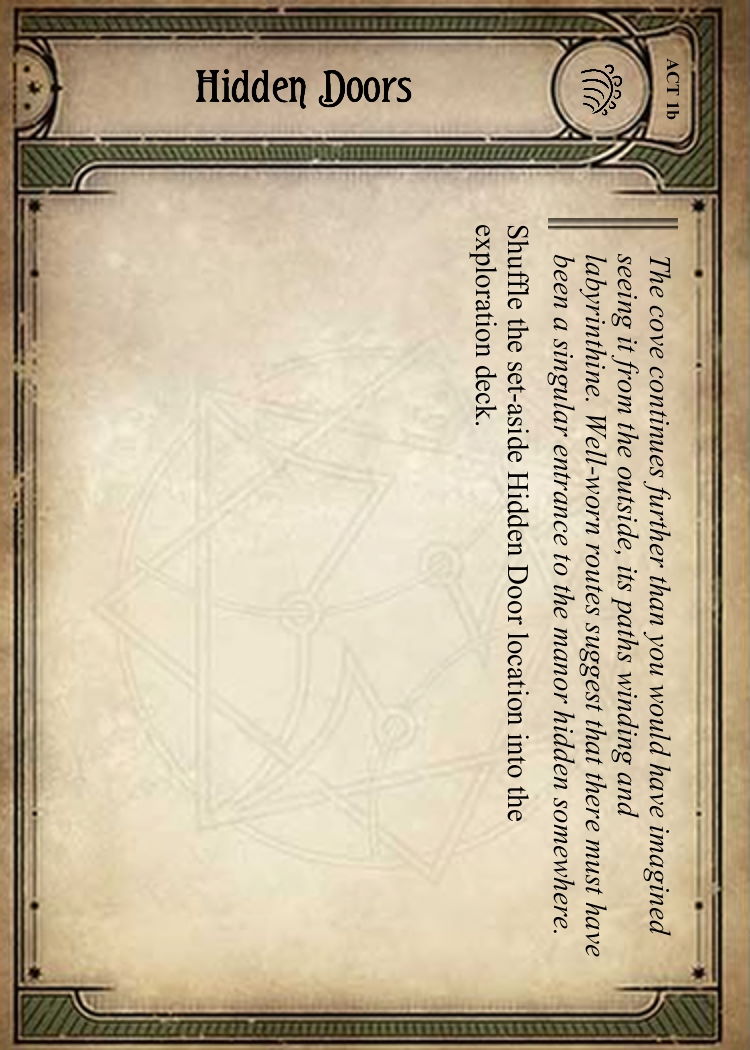 ACT 1b
Hidden Doors
The cove continues further than you would have imagined
seeing it from the outside, its paths winding and
labyrinthine. Well-worn routes suggest that there must have
been a singular entrance to the manor hidden somewhere.
Shuffle the set-aside Hidden Door location into the
exploration deck.